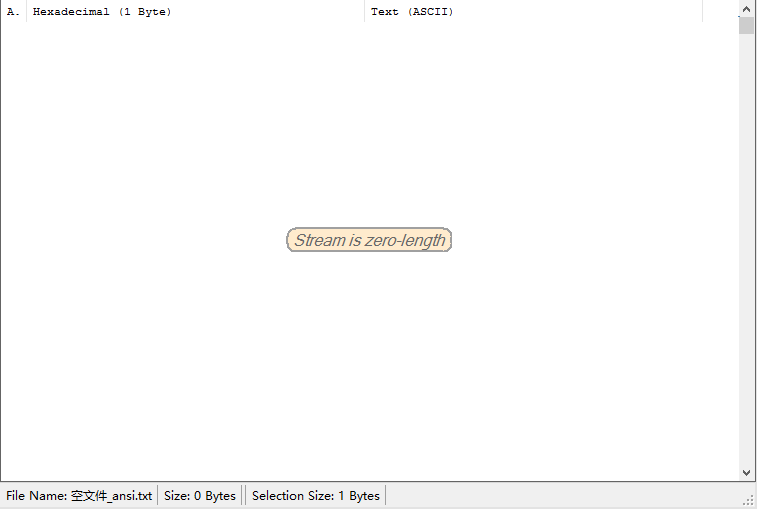 A. Hexadecimal (1 Byte) Text (ASCII)
Stream is zero-length
File Name: 空文件_ansi.txt Size: 0 Bytes Selection Size: 1 Bytes